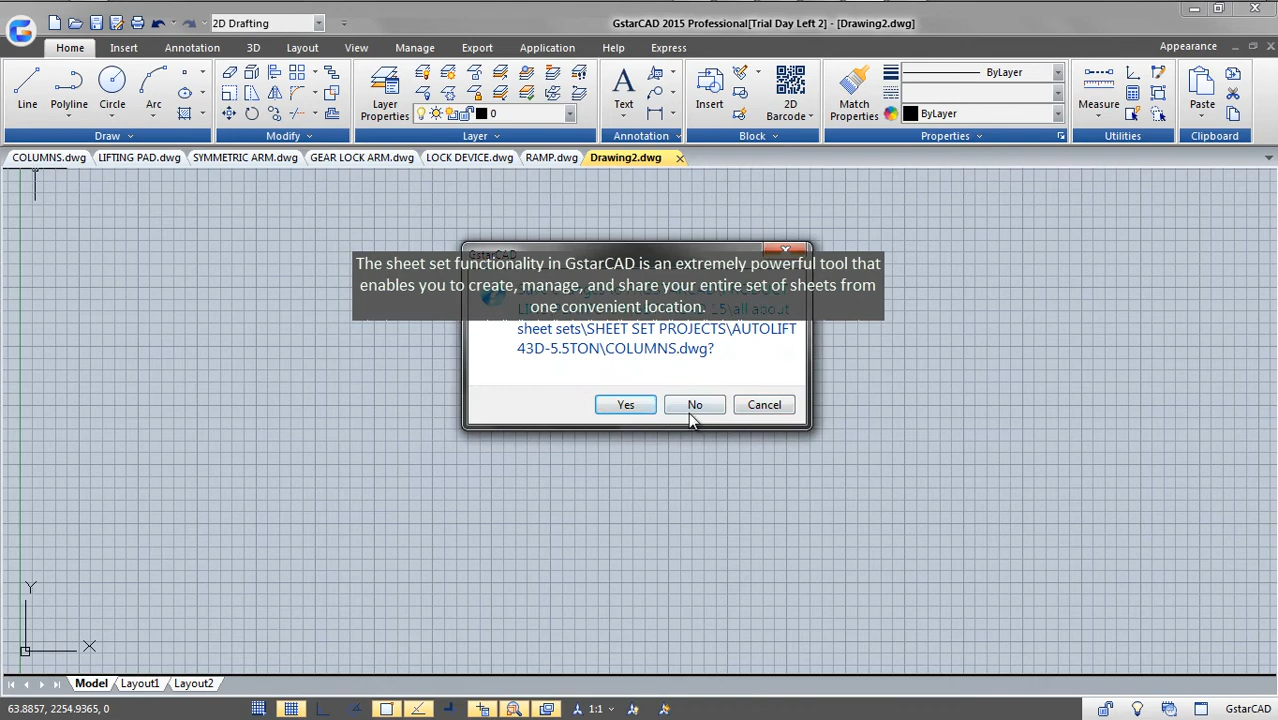 2D Drafting
GstarCAD 2015 Professional[Trial Day Left 2] - [Drawing2.dwg]
Home Insert Annotation 3D Layout View Manage Export Application Help Express Appearance
Line Polyline Circle Arc
Layer Properties
0
Text
Insert
2D Barcode
Match Properties
ByLayer
ByLayer
Measure
Paste
Draw Modify Layer Annotation Block Properties Utilities Clipboard
COLUMNS.dwg LIFTING PAD.dwg SYMMETRIC ARM.dwg GEAR LOCK ARM.dwg LOCK DEVICE.dwg RAMP.dwg Drawing2.dwg
GstarCAD
The sheet set functionality in GstarCAD is an extremely powerful tool that
enables you to create, manage, and share your entire set of sheets from
one convenient location.
15\all about
sheet sets\SHEET SET PROJECTS\AUTOLIFT
43D-5.5TON\COLUMNS.dwg?
Yes No Cancel
Y
X
Model Layout1 Layout2
63.8857, 2254.9365, 0
1:1
GstarCAD